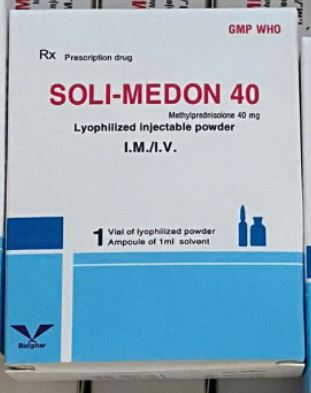 GMP WHO
Rx Prescription drug
SOLI-MEDON 40
Methylprednisolone 40 mg
Lyophilized injectable powder
I.M./I.V.
1 Vial of lyophilized powder
Ampoule of 1ml solvent
Bidiphar